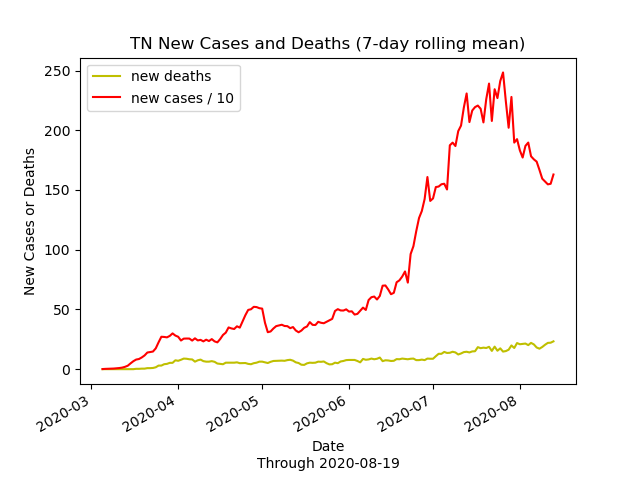 TN New Cases and Deaths (7-day rolling mean)
new deaths
new cases / 10
New Cases or Deaths
250
200
150
100
50
0
2020-03
2020-04
2020-05
2020-06
2020-07
2020-08
Date
Through 2020-08-19